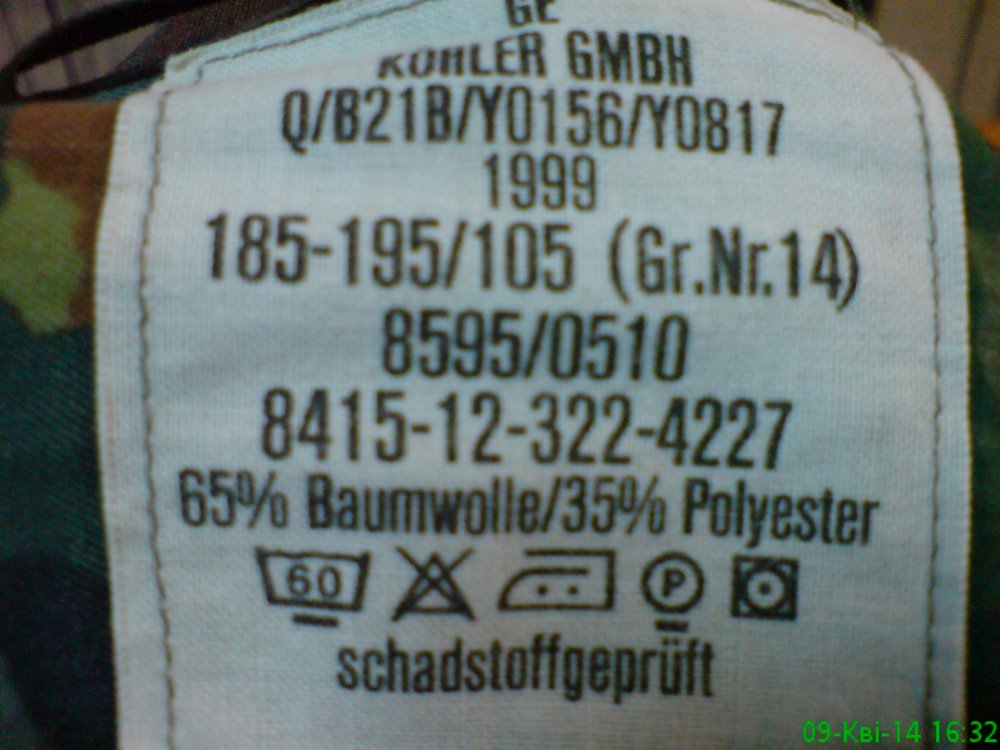 GE
KÖHLER GMBH
Q/B21B/Y0156/Y0817
1999
185-195/105 (Gr.Nr.14)
8595/0510
8415-12-322-4227
65% Baumwolle/35% Polyester
60 P
schadstoffgeprüft
09-Кві-14 16:32